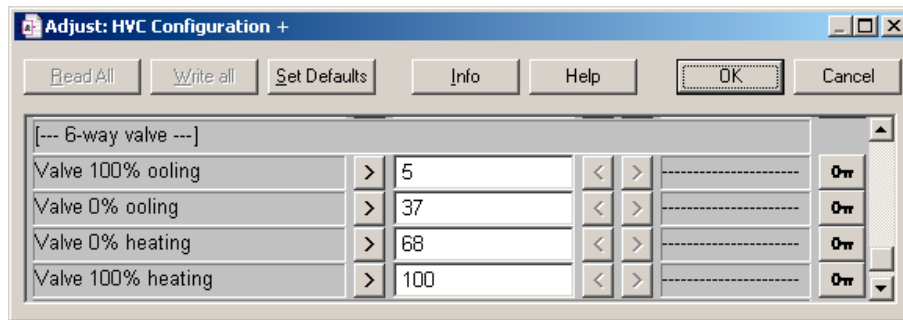 Adjust: HVC Configuration +
Read All Write all Set Defaults Info Help OK Cancel
[--- 6-way valve ---]
Valve 100% ooling > 5 < > ----------------------
Valve 0% ooling > 37 < > ----------------------
Valve 0% heating > 68 < > ----------------------
Valve 100% heating > 100 < > ----------------------